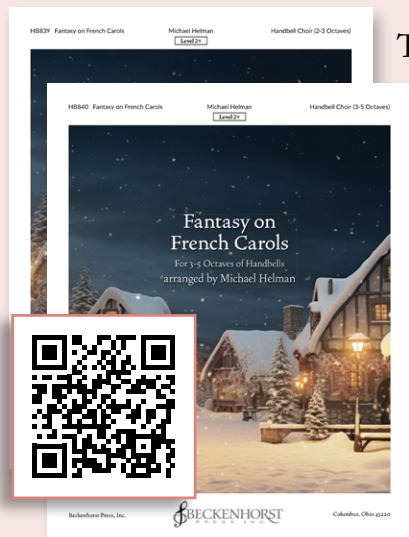 HB839 Fantasy on French Carols Michael Helman Handbell Choir (2-3 Octaves)
Level 2+
T
HB840 Fantasy on French Carols Michael Helman Handbell Choir (3-5 Octaves)
Level 2+
Fantasy on
French Carols
For 3-5 Octaves of Handbells
arranged by Michael Helman
Beckenhorst Press, Inc. BECKENHORST Columbus, Ohio 43220
PRESS, INC.